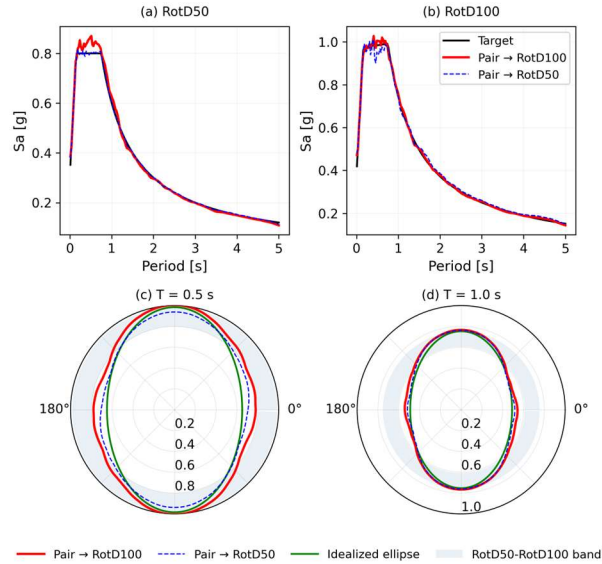 (a) RotD50
(b) RotD100
Sa [g]
0.8
0.6
0.4
0.2
0
1
2
3
4
5
Period [s]
Sa [g]
1.0
0.8
0.6
0.4
0.2
0
1
2
3
4
5
Period [s]
Target
Pair → RotD100
Pair → RotD50
(c) T = 0.5 s
180°
0°
0.2
0.4
0.6
0.8
(d) T = 1.0 s
180°
0°
0.2
0.4
0.6
1.0
Pair → RotD100
Pair → RotD50
Idealized ellipse
RotD50-RotD100 band